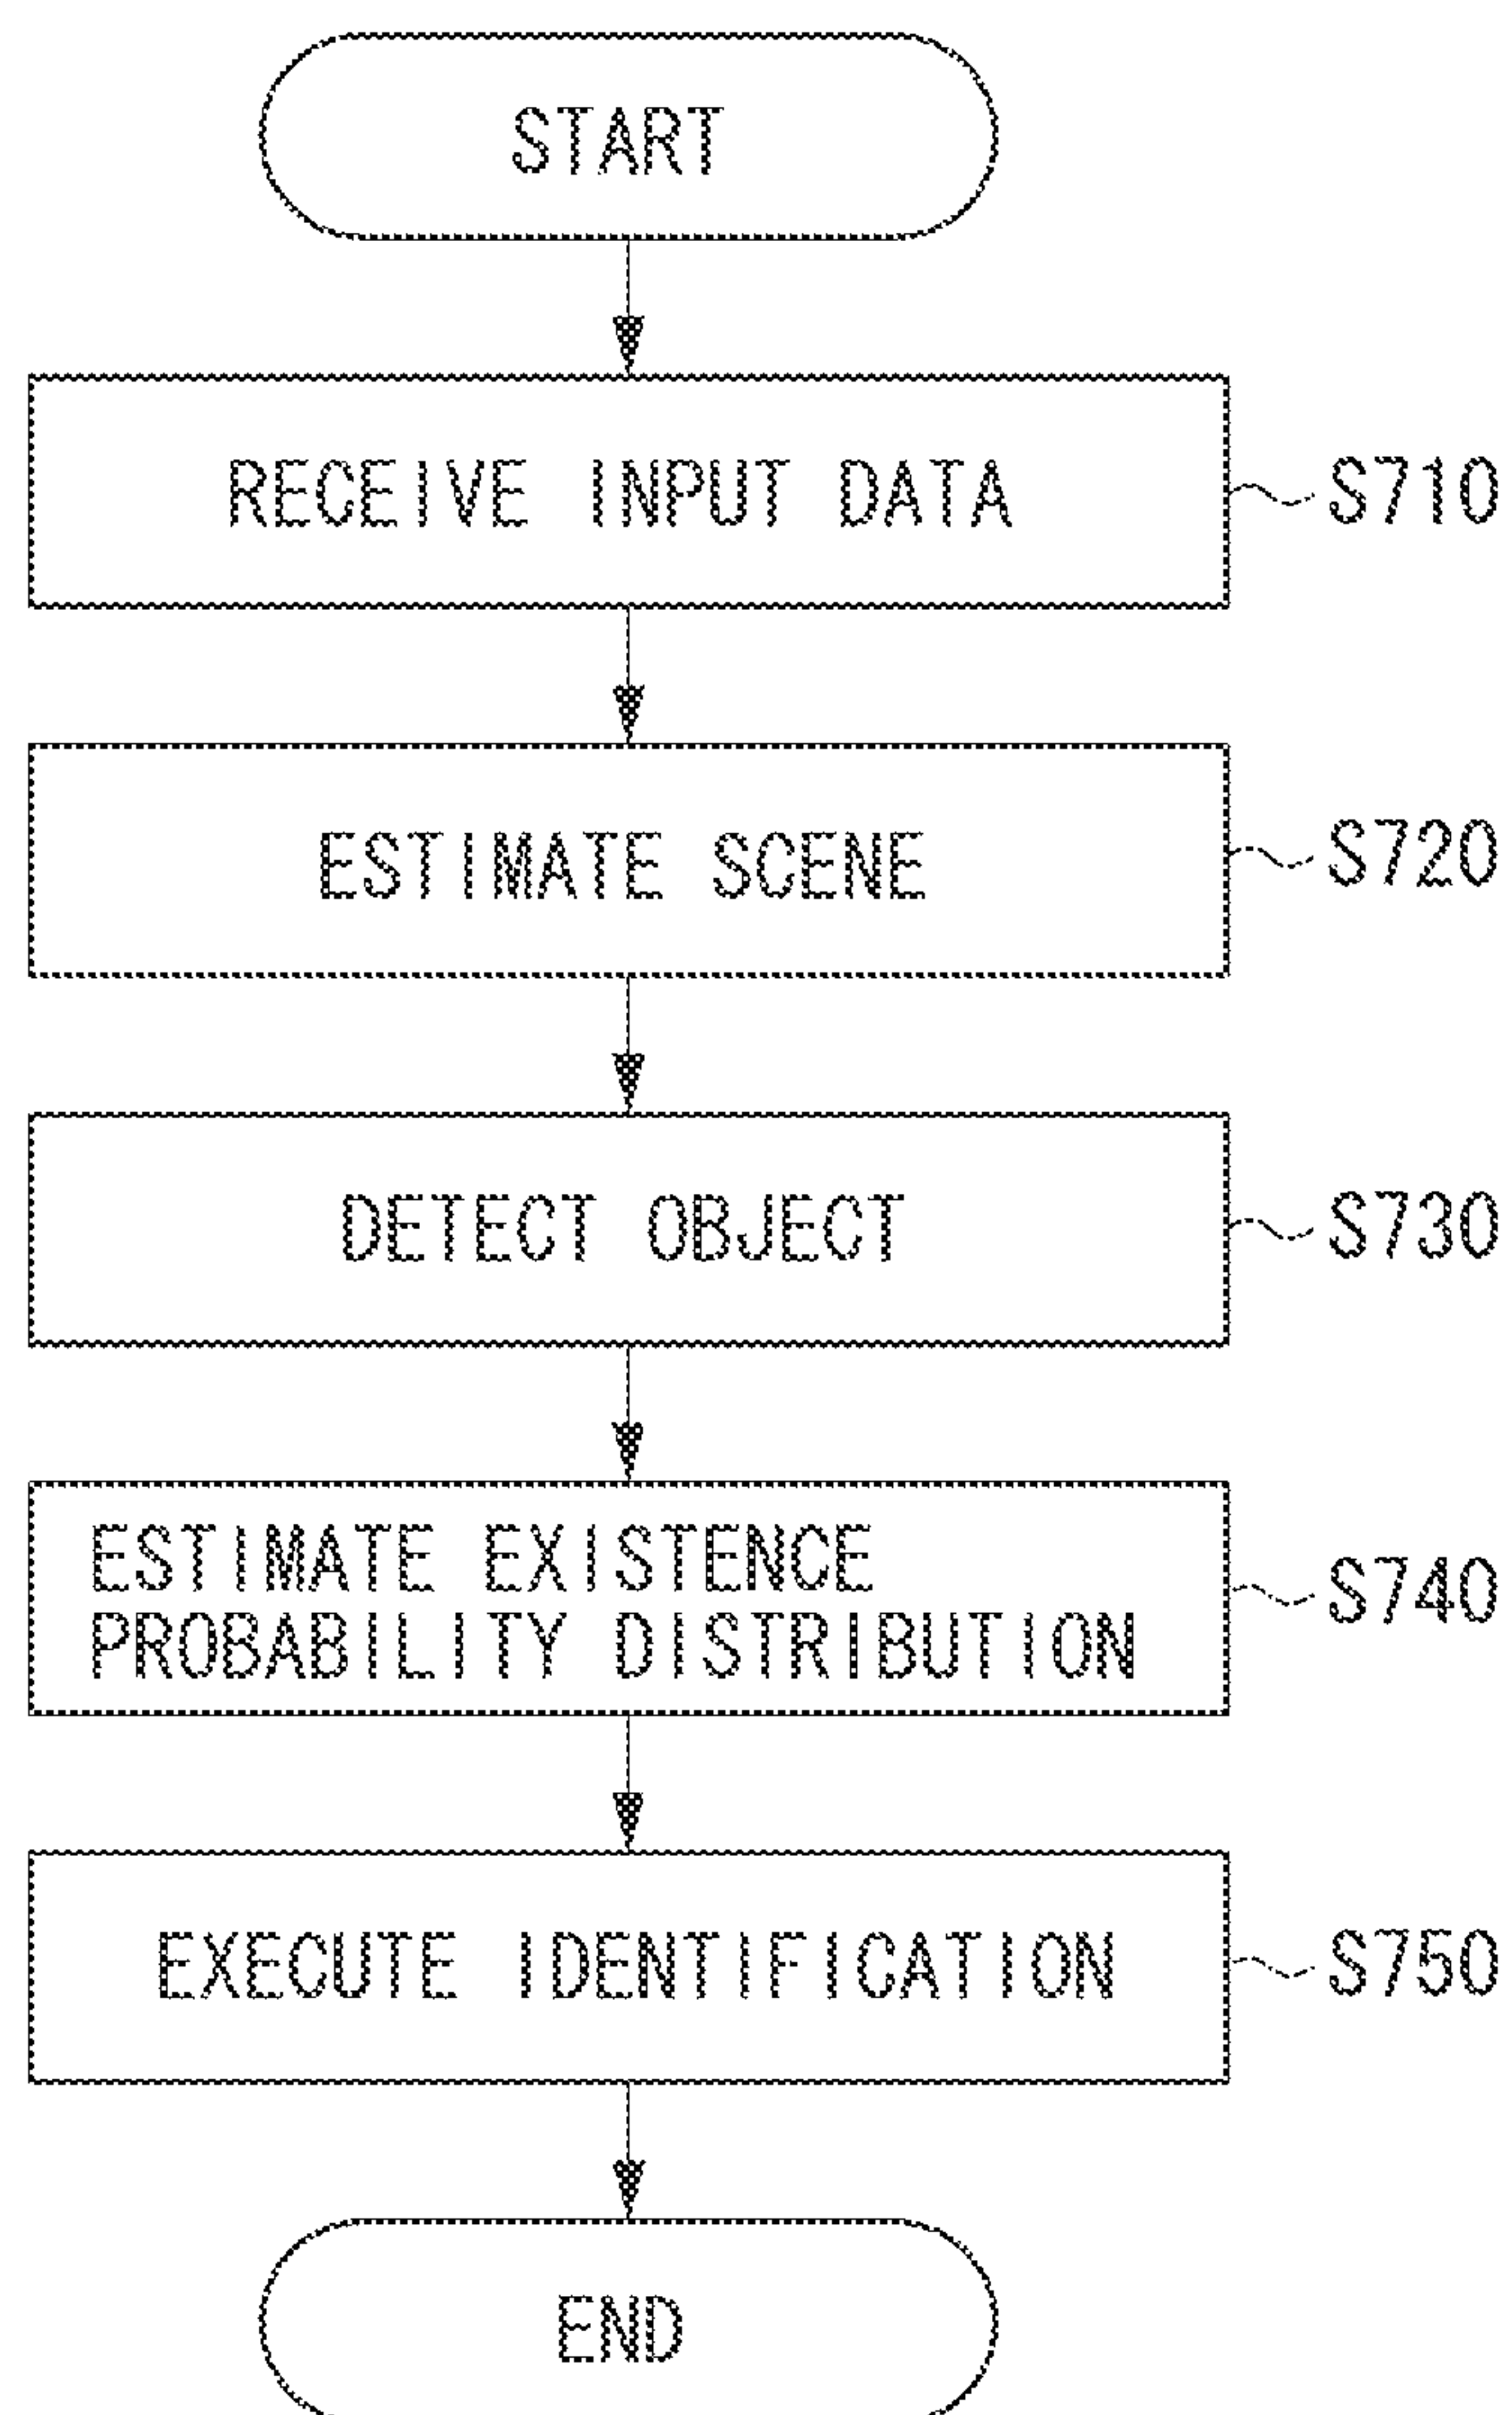 START
RECEIVE INPUT DATA
S710
ESTIMATE SCENE
S720
DETECT OBJECT
S730
ESTIMATE EXISTENCE
PROBABILITY DISTRIBUTION
S740
EXECUTE IDENTIFICATION
S750
END